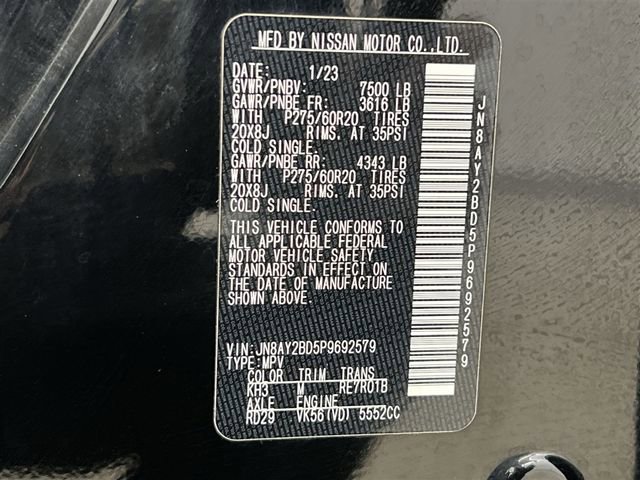 MFD BY NISSAN MOTOR CO.,LTD.
DATE: 1/23
GVWR/PNBV: 7500 LB
GAWR/PNBE FR: 3616 LB
WITH P275/60R20 TIRES
20X8J RIMS, AT 35PSI
COLD SINGLE.
GAWR/PNBE RR: 4343 LB
WITH P275/60R20 TIRES
20X8J RIMS, AT 35PSI
COLD SINGLE.
THIS VEHICLE CONFORMS TO
ALL APPLICABLE FEDERAL
MOTOR VEHICLE SAFETY
STANDARDS IN EFFECT ON
THE DATE OF MANUFACTURE
SHOWN ABOVE.
VIN:JN8AY2BD5P9692579
TYPE:MPV
COLOR TRIM TRANS
KH3 M RE7R01B
AXLE ENGINE
RD29 VK56(VD) 5552CC
JN8AY2BD5P9692579